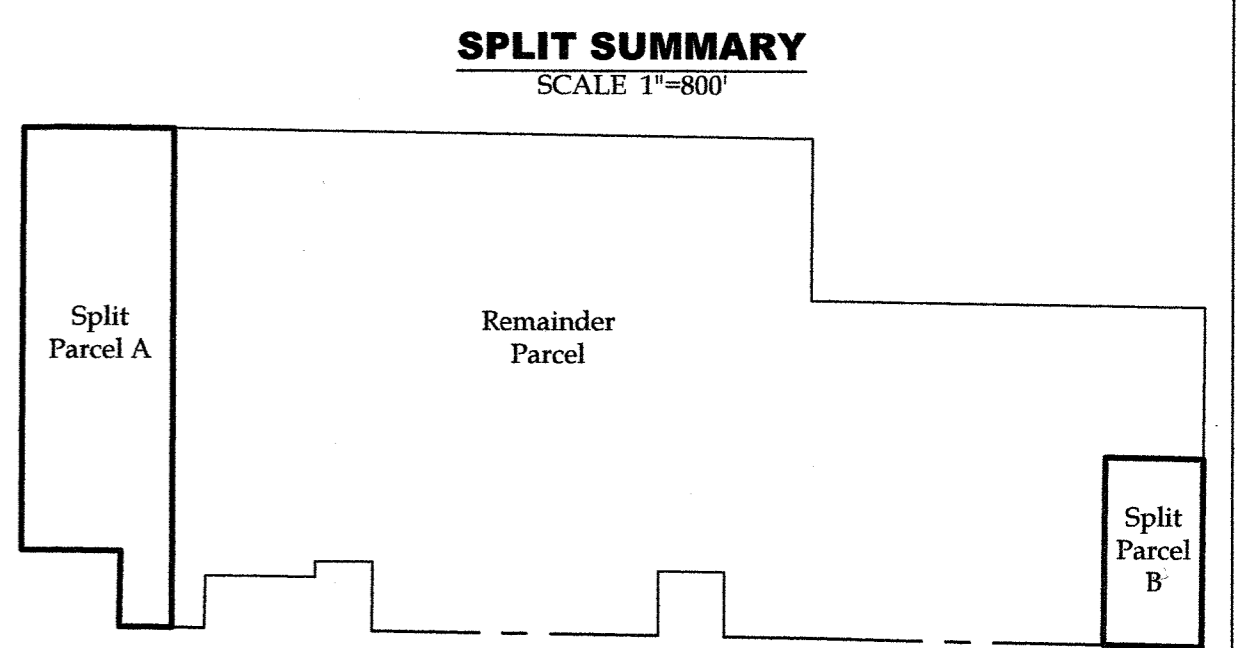 SPLIT SUMMARY
SCALE 1"=800'
Split
Parcel A
Remainder
Parcel
Split
Parcel
B